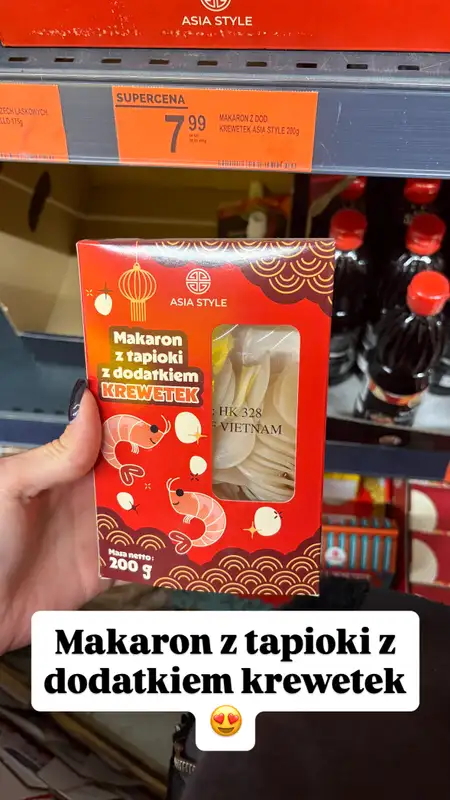 ASIA STYLE
SUPERCENA
7 99
MAKARON Z DOD.
KREWETEK ASIA STYLE 200g
ASIA STYLE
Makaron
z tapioki
z dodatkiem
KREWETEK
: HK 328
VIETNAM
Masa netto:
200 g
Makaron z tapioki z
dodatkiem krewetek
😍